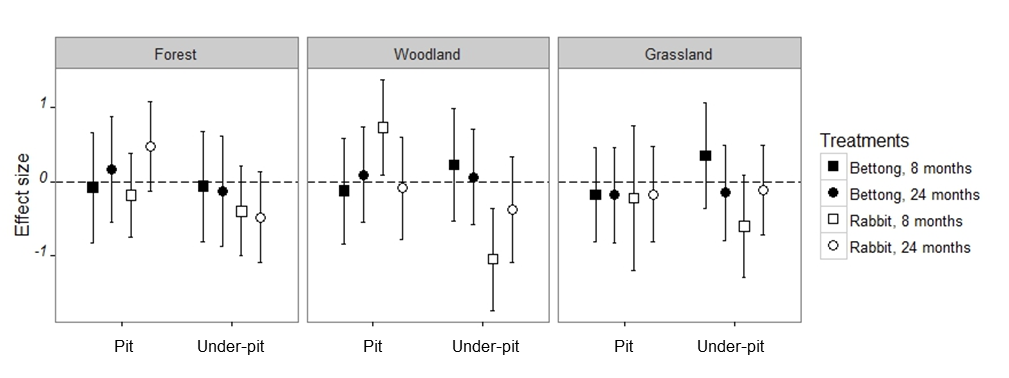 Forest Woodland Grassland
Effect size
1
0
-1
Pit Under-pit Pit Under-pit Pit Under-pit
Treatments
Bettong, 8 months
Bettong, 24 months
Rabbit, 8 months
Rabbit, 24 months